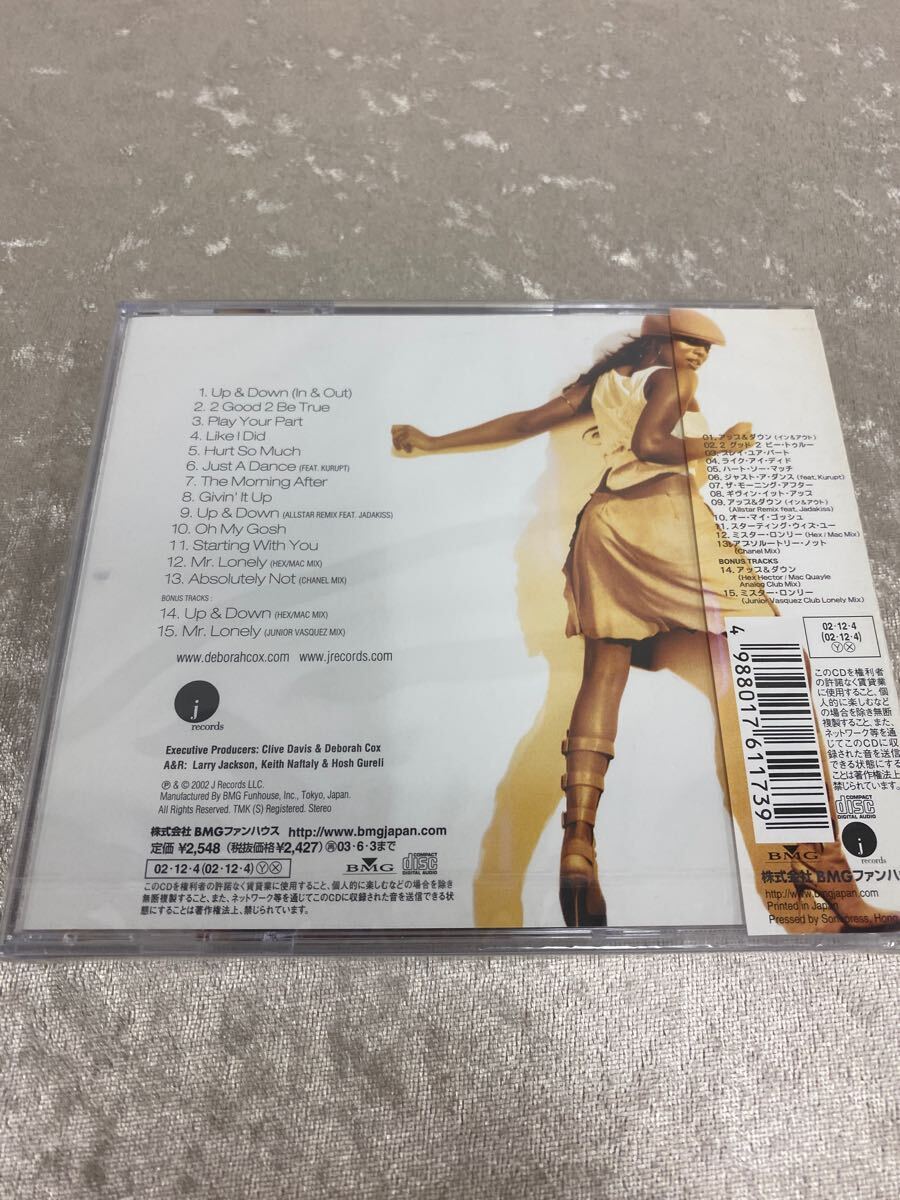 1. Up & Down (In & Out)
2. 2 Good 2 Be True
3. Play Your Part
4. Like I Did
5. Hurt So Much
6. Just A Dance (FEAT. KURUPT)
7. The Morning After
8. Givin' It Up
9. Up & Down (ALLSTAR REMIX FEAT. JADAKISS)
10. Oh My Gosh
11. Starting With You
12. Mr. Lonely (HEX/MAC MIX)
13. Absolutely Not (CHANEL MIX)
BONUS TRACKS :
14. Up & Down (HEX/MAC MIX)
15. Mr. Lonely (JUNIOR VASQUEZ MIX)
www.deborahcox.com www.jrecords.com
j
records
Executive Producers: Clive Davis & Deborah Cox
A&R: Larry Jackson, Keith Naftaly & Hosh Gureli
℗ & © 2002 J Records LLC.
Manufactured By BMG Funhouse, Inc., Tokyo, Japan.
All Rights Reserved. TMK (S) Registered. Stereo
株式会社 BMGファンハウス http://www.bmgjapan.com
定価 ¥2,548 (税抜価格¥2,427) 再 03・6・3まで
02・12・4 (02・12・4) Ⓨ Ⓧ
BMG
COMPACT
disc
DIGITAL AUDIO
このCDを権利者の許諾なく賃貸業に使用すること、個人的に楽しむなどの場合を除き
無断複製すること、また、ネットワーク等を通じてこのCDに収録された音を送信できる状
態にすることは著作権法上、禁じられています。
01. アップ&ダウン (イン&アウト)
02. 2 グッド 2 ビー・トゥルー
03. プレイ・ユア・パート
04. ライク・アイ・ディド
05. ハート・ソー・マッチ
06. ジャスト・ア・ダンス (feat. Kurupt)
07. ザ・モーニング・アフター
08. ギヴィン・イット・アップ
09. アップ&ダウン (イン&アウト)
(Allstar Remix feat. Jadakiss)
10. オー・マイ・ゴッシュ
11. スターティング・ウィズ・ユー
12. ミスター・ロンリー (Hex / Mac Mix)
13. アブソルートリー・ノット
(Chanel Mix)
BONUS TRACKS
14. アップ&ダウン
(Hex Hector / Mac Quayle
Analog Club Mix)
15. ミスター・ロンリー
(Junior Vasquez Club Lonely Mix)
4 988017 611739
02・12・4
(02・12・4)
Ⓨ Ⓧ
このCDを権利者
の許諾なく賃貸業
に使用すること、個
人的に楽しむなど
の場合を除き無断
複製すること、また、
ネットワーク等を通
じてこのCDに収
録された音を送信
できる状態にする
ことは著作権法上、
禁じられています。
COMPACT
disc
DIGITAL AUDIO
BMG
j
records
株式会社 BMGファンハウス
http://www.bmgjapan.com
Printed in Japan
Pressed by Sonopress, Hong